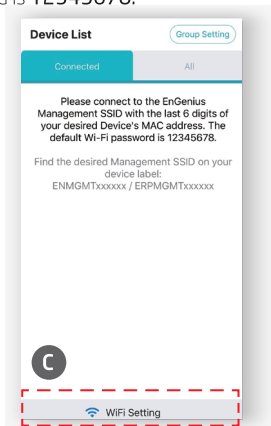 is 12345678.
Device List
Group Setting
Connected
All
Please connect to the EnGenius
Management SSID with the last 6 digits of
your desired Device's MAC address. The
default Wi-Fi password is 12345678.
Find the desired Management SSID on your
device label:
ENMGMTxxxxxx / ERPMGMTxxxxxx
C
WiFi Setting